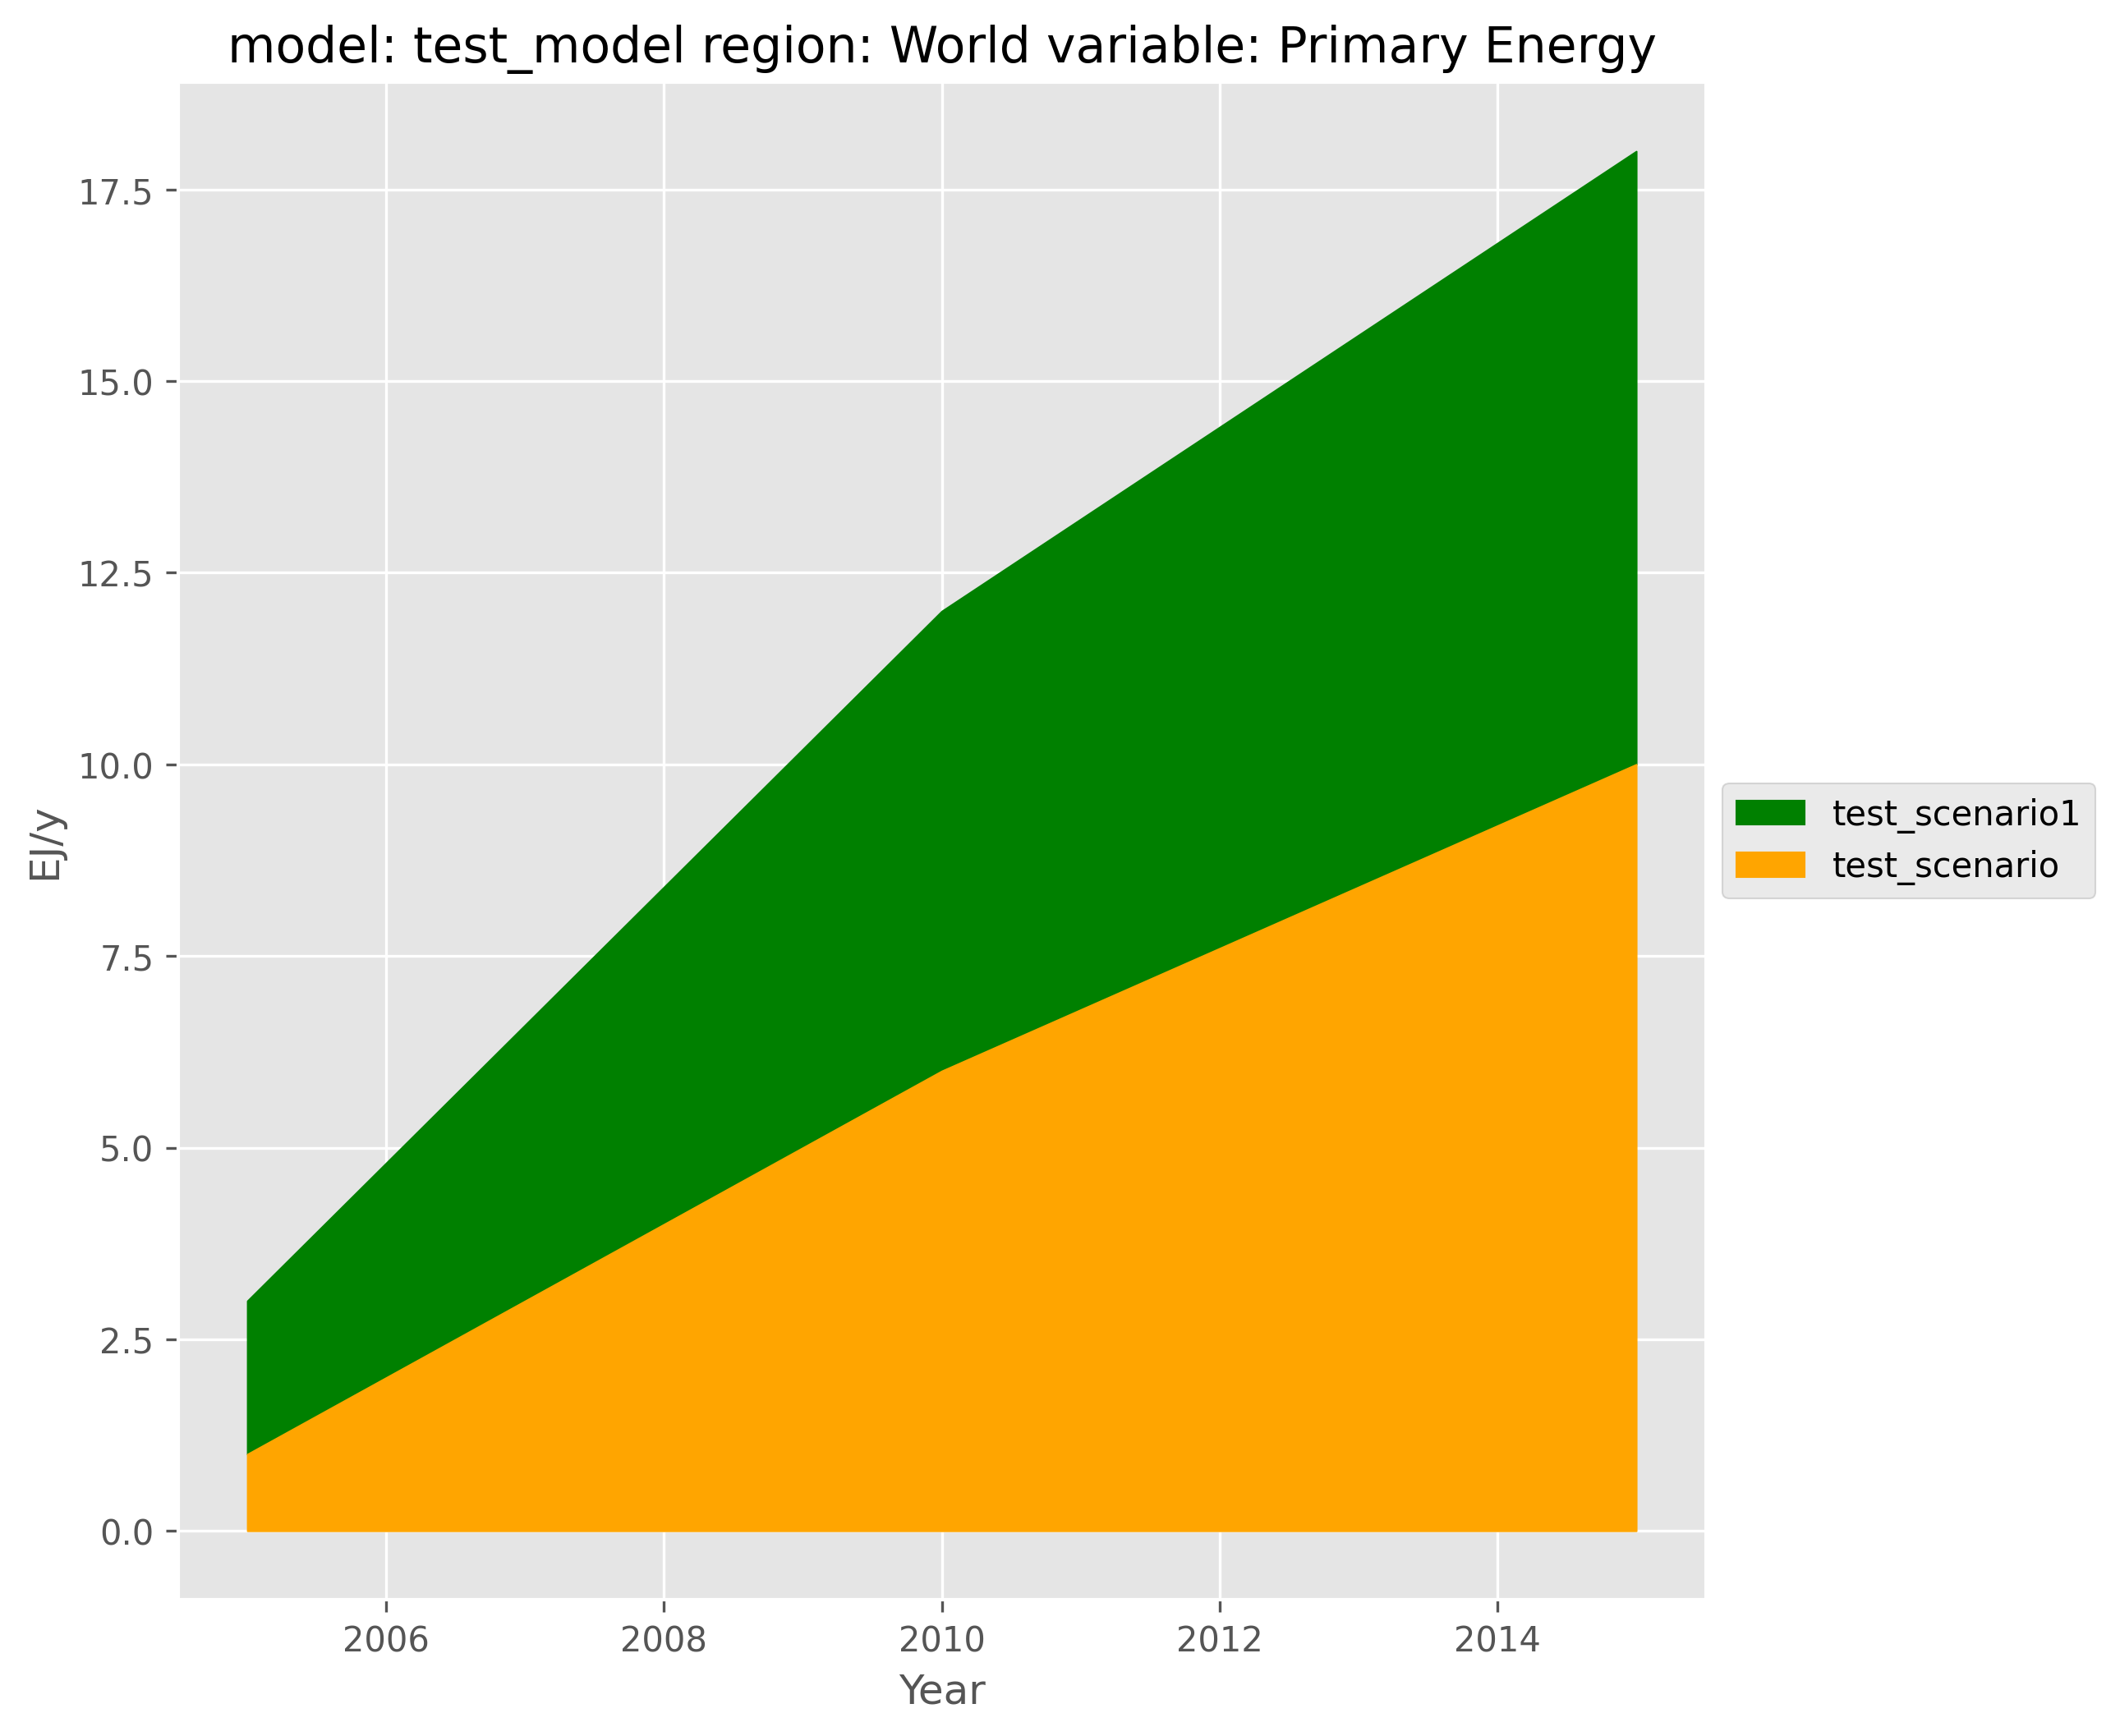 model: test_model region: World variable: Primary Energy
17.5
15.0
12.5
10.0
7.5
5.0
2.5
0.0
EJ/y
2006 2008 2010 2012 2014
Year
test_scenario1
test_scenario